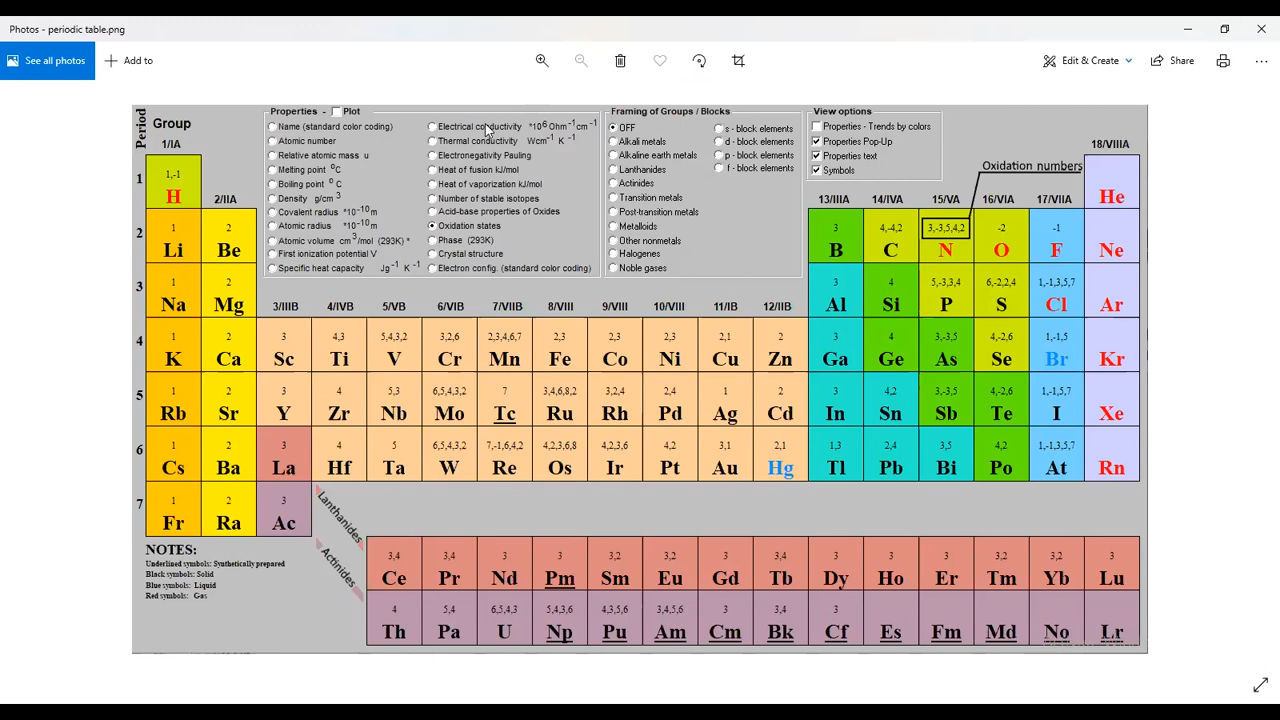 Photos - periodic table.png
See all photos
Add to
Edit & Create
Share
Period
Group
Properties - Plot
Name (standard color coding)
Atomic number
Relative atomic mass u
Melting point °C
Boiling point °C
Density g/cm³
Covalent radius *10⁻¹⁰m
Atomic radius *10⁻¹⁰m
Atomic volume cm³/mol (293K)
First ionization potential V
Specific heat capacity Jg⁻¹ K⁻¹
Electrical conductivity *10⁶ Ohm⁻¹cm⁻¹
Thermal conductivity Wcm⁻¹ K⁻¹
Electronegativity Pauling
Heat of fusion kJ/mol
Heat of vaporization kJ/mol
Number of stable isotopes
Acid-base properties of Oxides
Oxidation states
Phase (293K)
Crystal structure
Electron config. (standard color coding)
Framing of Groups / Blocks
OFF
Alkali metals
Alkaline earth metals
Lanthanides
Actinides
Transition metals
Post-transition metals
Metalloids
Other nonmetals
Halogenes
Noble gases
s - block elements
d - block elements
p - block elements
f - block elements
View options
Properties - Trends by colors
Properties Pop-Up
Properties text
Symbols
Oxidation numbers
1/IA 18/VIIIA
2/IIA 13/IIIA 14/IVA 15/VA 16/VIA 17/VIIA
3/IIIB 4/IVB 5/VB 6/VIB 7/VIIB 8/VIII 9/VIII 10/VIII 11/IB 12/IIB
1
1,-1
H He
2
1 2 3 4,-4,2 3,-3,5,4,2 -2 -1
Li Be B C N O F Ne
3
1 2 3 4 5,-3,3,4 6,-2,2,4 1,-1,3,5,7
Na Mg Al Si P S Cl Ar
4
1 2 3 4,3 5,4,3,2 3,2,6 2,3,4,6,7 2,3 2,3 2,3 2,1 2 3 4 3,-3,5 4,-2,6 1,-1,5
K Ca Sc Ti V Cr Mn Fe Co Ni Cu Zn Ga Ge As Se Br Kr
5
1 2 3 4 5,3 6,5,4,3,2 7 3,4,6,8,2 3,2,4 2,4 1 2 3 4,2 3,-3,5 4,-2,6 1,-1,5,7
Rb Sr Y Zr Nb Mo Tc Ru Rh Pd Ag Cd In Sn Sb Te I Xe
6
1 2 3 4 5 6,5,4,3,2 7,-1,6,4,2 4,2,3,6,8 4,2,3,6 4,2 3,1 2,1 1,3 2,4 3,5 4,2 1,-1,3,5,7
Cs Ba La Hf Ta W Re Os Ir Pt Au Hg Tl Pb Bi Po At Rn
7
1 2 3
Fr Ra Ac
Lanthanides
Actinides
3,4 3,4 3 3 3,2 3,2 3 3,4 3 3 3 3,2 3,2 3
Ce Pr Nd Pm Sm Eu Gd Tb Dy Ho Er Tm Yb Lu
4 5,4 6,5,4,3 5,4,3,6 4,3,5,6 3,4,5,6 3 3,4 3
Th Pa U Np Pu Am Cm Bk Cf Es Fm Md No Lr
NOTES:
Underlined symbols: Synthetically prepared
Black symbols: Solid
Blue symbols: Liquid
Red symbols: Gas